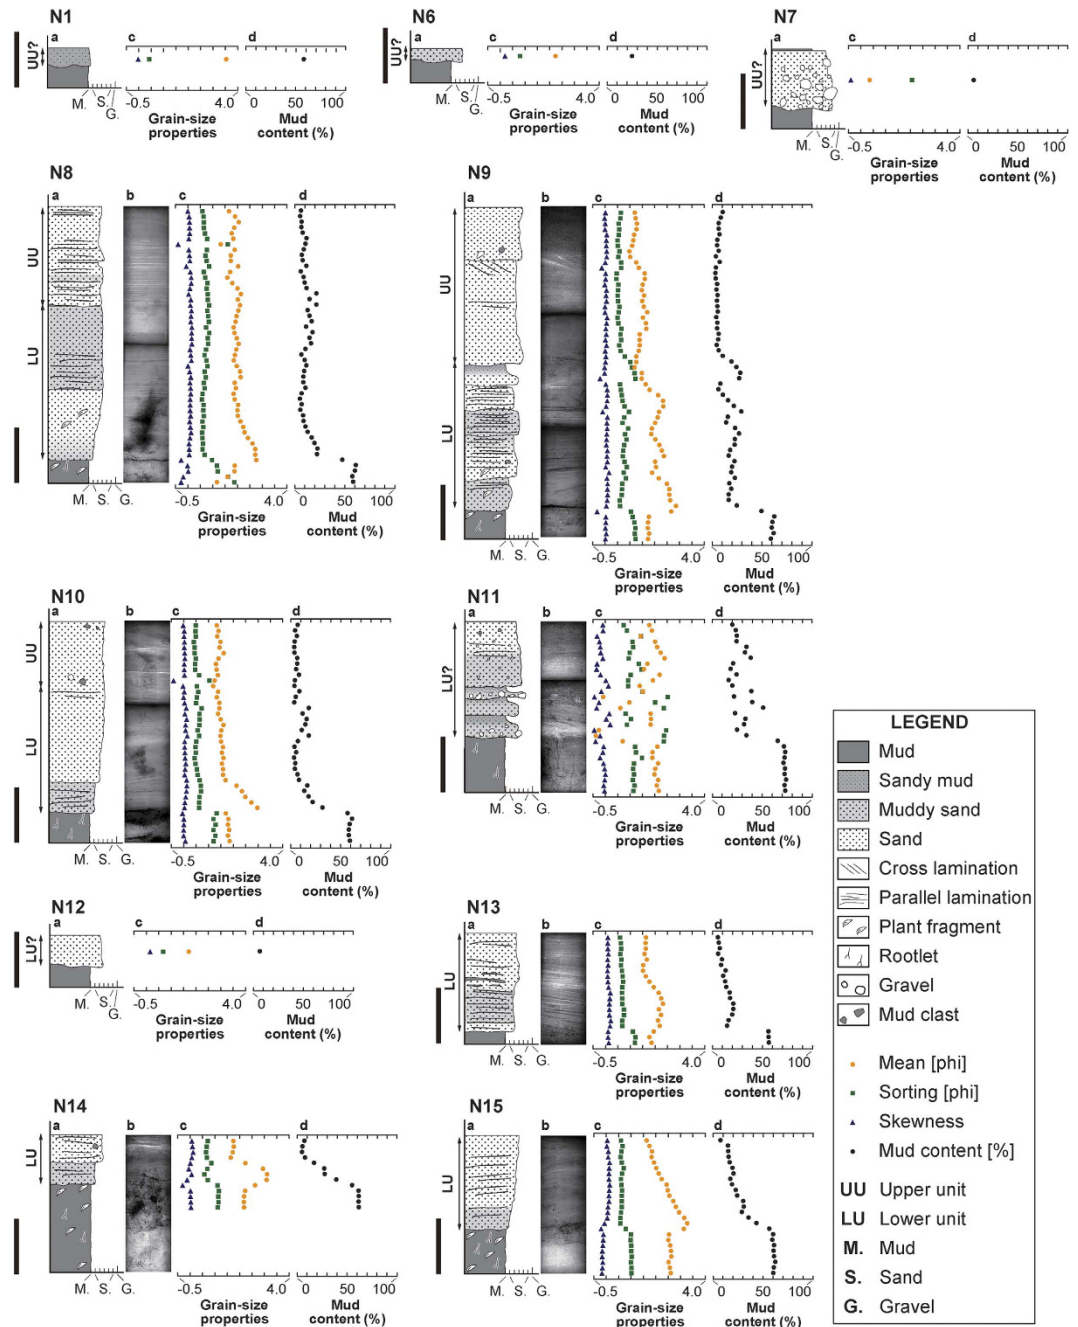 N1
a
c
d
UU?
M.
S.
G.
-0.5
4.0
0
50
100
Grain-size
properties
Mud
content (%)
N6
a
c
d
UU?
M.
S.
G.
-0.5
4.0
0
50
100
Grain-size
properties
Mud
content (%)
N7
a
c
d
UU?
M.
S.
G.
-0.5
4.0
0
50
100
Grain-size
properties
Mud
content (%)
N8
a
b
c
d
UU
LU
M.
S.
G.
-0.5
4.0
0
50
100
Grain-size
properties
Mud
content (%)
N9
a
b
c
d
UU
LU
M.
S.
G.
-0.5
4.0
0
50
100
Grain-size
properties
Mud
content (%)
N10
a
b
c
d
UU
LU
M.
S.
G.
-0.5
4.0
0
50
100
Grain-size
properties
Mud
content (%)
N11
a
b
c
d
LU?
M.
S.
G.
-0.5
4.0
0
50
100
Grain-size
properties
Mud
content (%)
N12
a
c
d
LU?
M.
S.
G.
-0.5
4.0
0
50
100
Grain-size
properties
Mud
content (%)
N13
a
b
c
d
LU
M.
S.
G.
-0.5
4.0
0
50
100
Grain-size
properties
Mud
content (%)
N14
a
b
c
d
LU
M.
S.
G.
-0.5
4.0
0
50
100
Grain-size
properties
Mud
content (%)
N15
a
b
c
d
LU
M.
S.
G.
-0.5
4.0
0
50
100
Grain-size
properties
Mud
content (%)
LEGEND
Mud
Sandy mud
Muddy sand
Sand
Cross lamination
Parallel lamination
Plant fragment
Rootlet
Gravel
Mud clast
Mean [phi]
Sorting [phi]
Skewness
Mud content [%]
UU Upper unit
LU Lower unit
M. Mud
S. Sand
G. Gravel